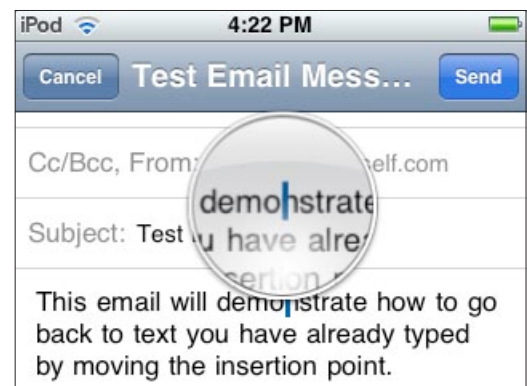 iPod 4:22 PM
Cancel Test Email Mess... Send
Cc/Bcc, From: self.com
demonstrate
Subject: Test u have alre
sertion
This email will demonstrate how to go
back to text you have already typed
by moving the insertion point.